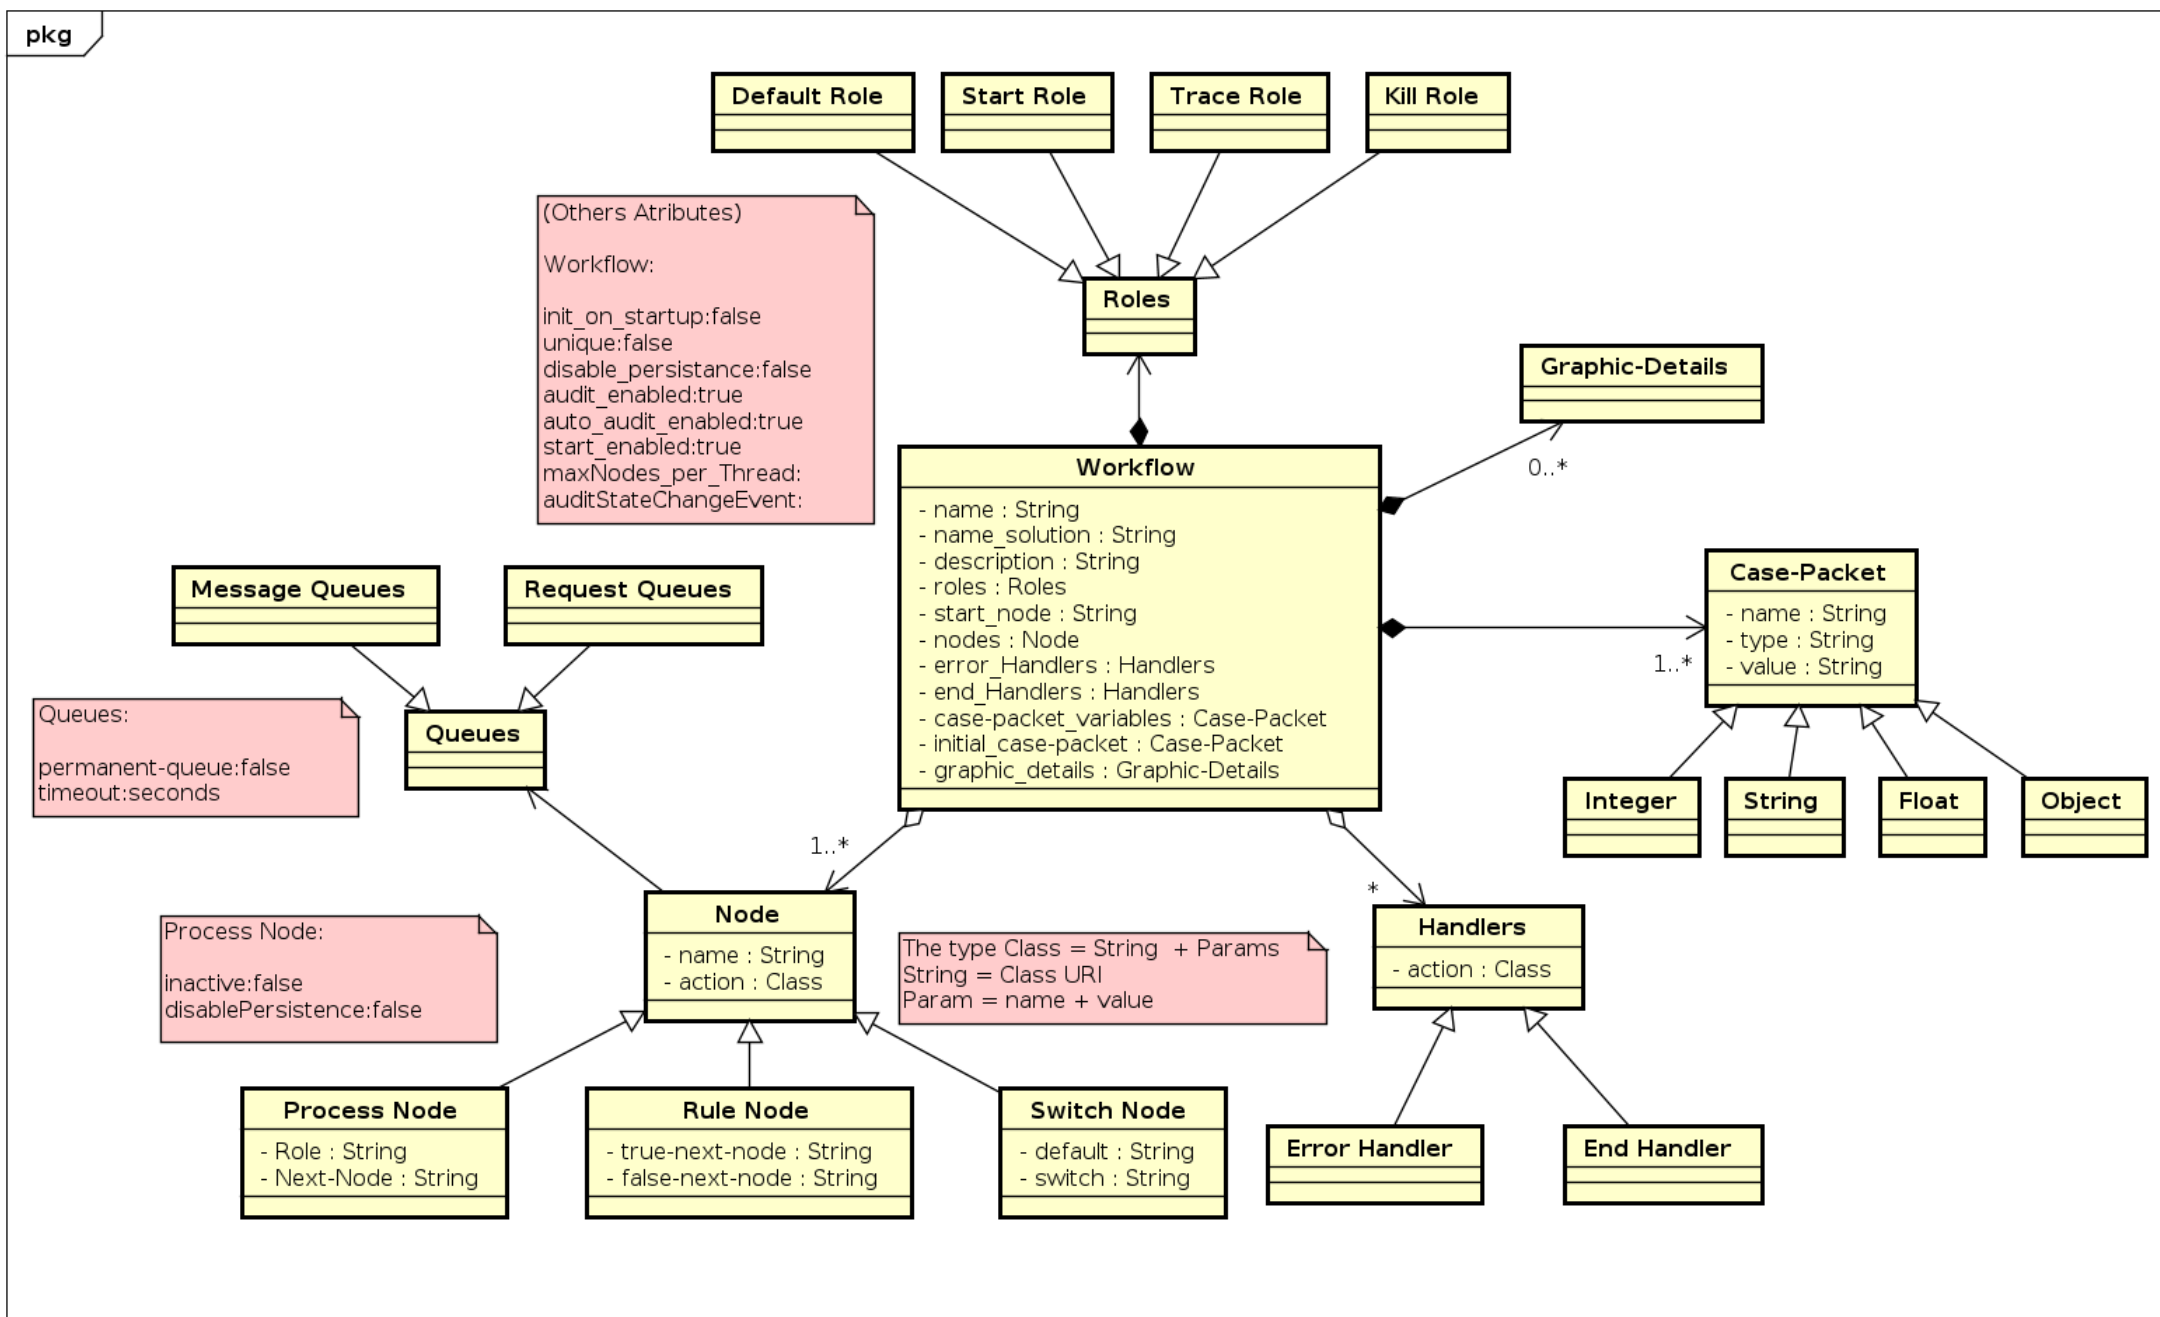 pkg
Default Role
Start Role
Trace Role
Kill Role
(Others Atributes)
Workflow:
init_on_startup:false
unique:false
disable_persistance:false
audit_enabled:true
auto_audit_enabled:true
start_enabled:true
maxNodes_per_Thread:
auditStateChangeEvent:
Roles
Graphic-Details
0..*
Workflow
- name : String
- name_solution : String
- description : String
- roles : Roles
- start_node : String
- nodes : Node
- error_Handlers : Handlers
- end_Handlers : Handlers
- case-packet_variables : Case-Packet
- initial_case-packet : Case-Packet
- graphic_details : Graphic-Details
Case-Packet
- name : String
- type : String
- value : String
1..*
Message Queues
Request Queues
Queues:
permanent-queue:false
timeout:seconds
Queues
Integer
String
Float
Object
1..*
*
Process Node:
inactive:false
disablePersistence:false
Node
- name : String
- action : Class
The type Class = String  + Params
String = Class URI
Param = name + value
Handlers
- action : Class
Process Node
- Role : String
- Next-Node : String
Rule Node
- true-next-node : String
- false-next-node : String
Switch Node
- default : String
- switch : String
Error Handler
End Handler